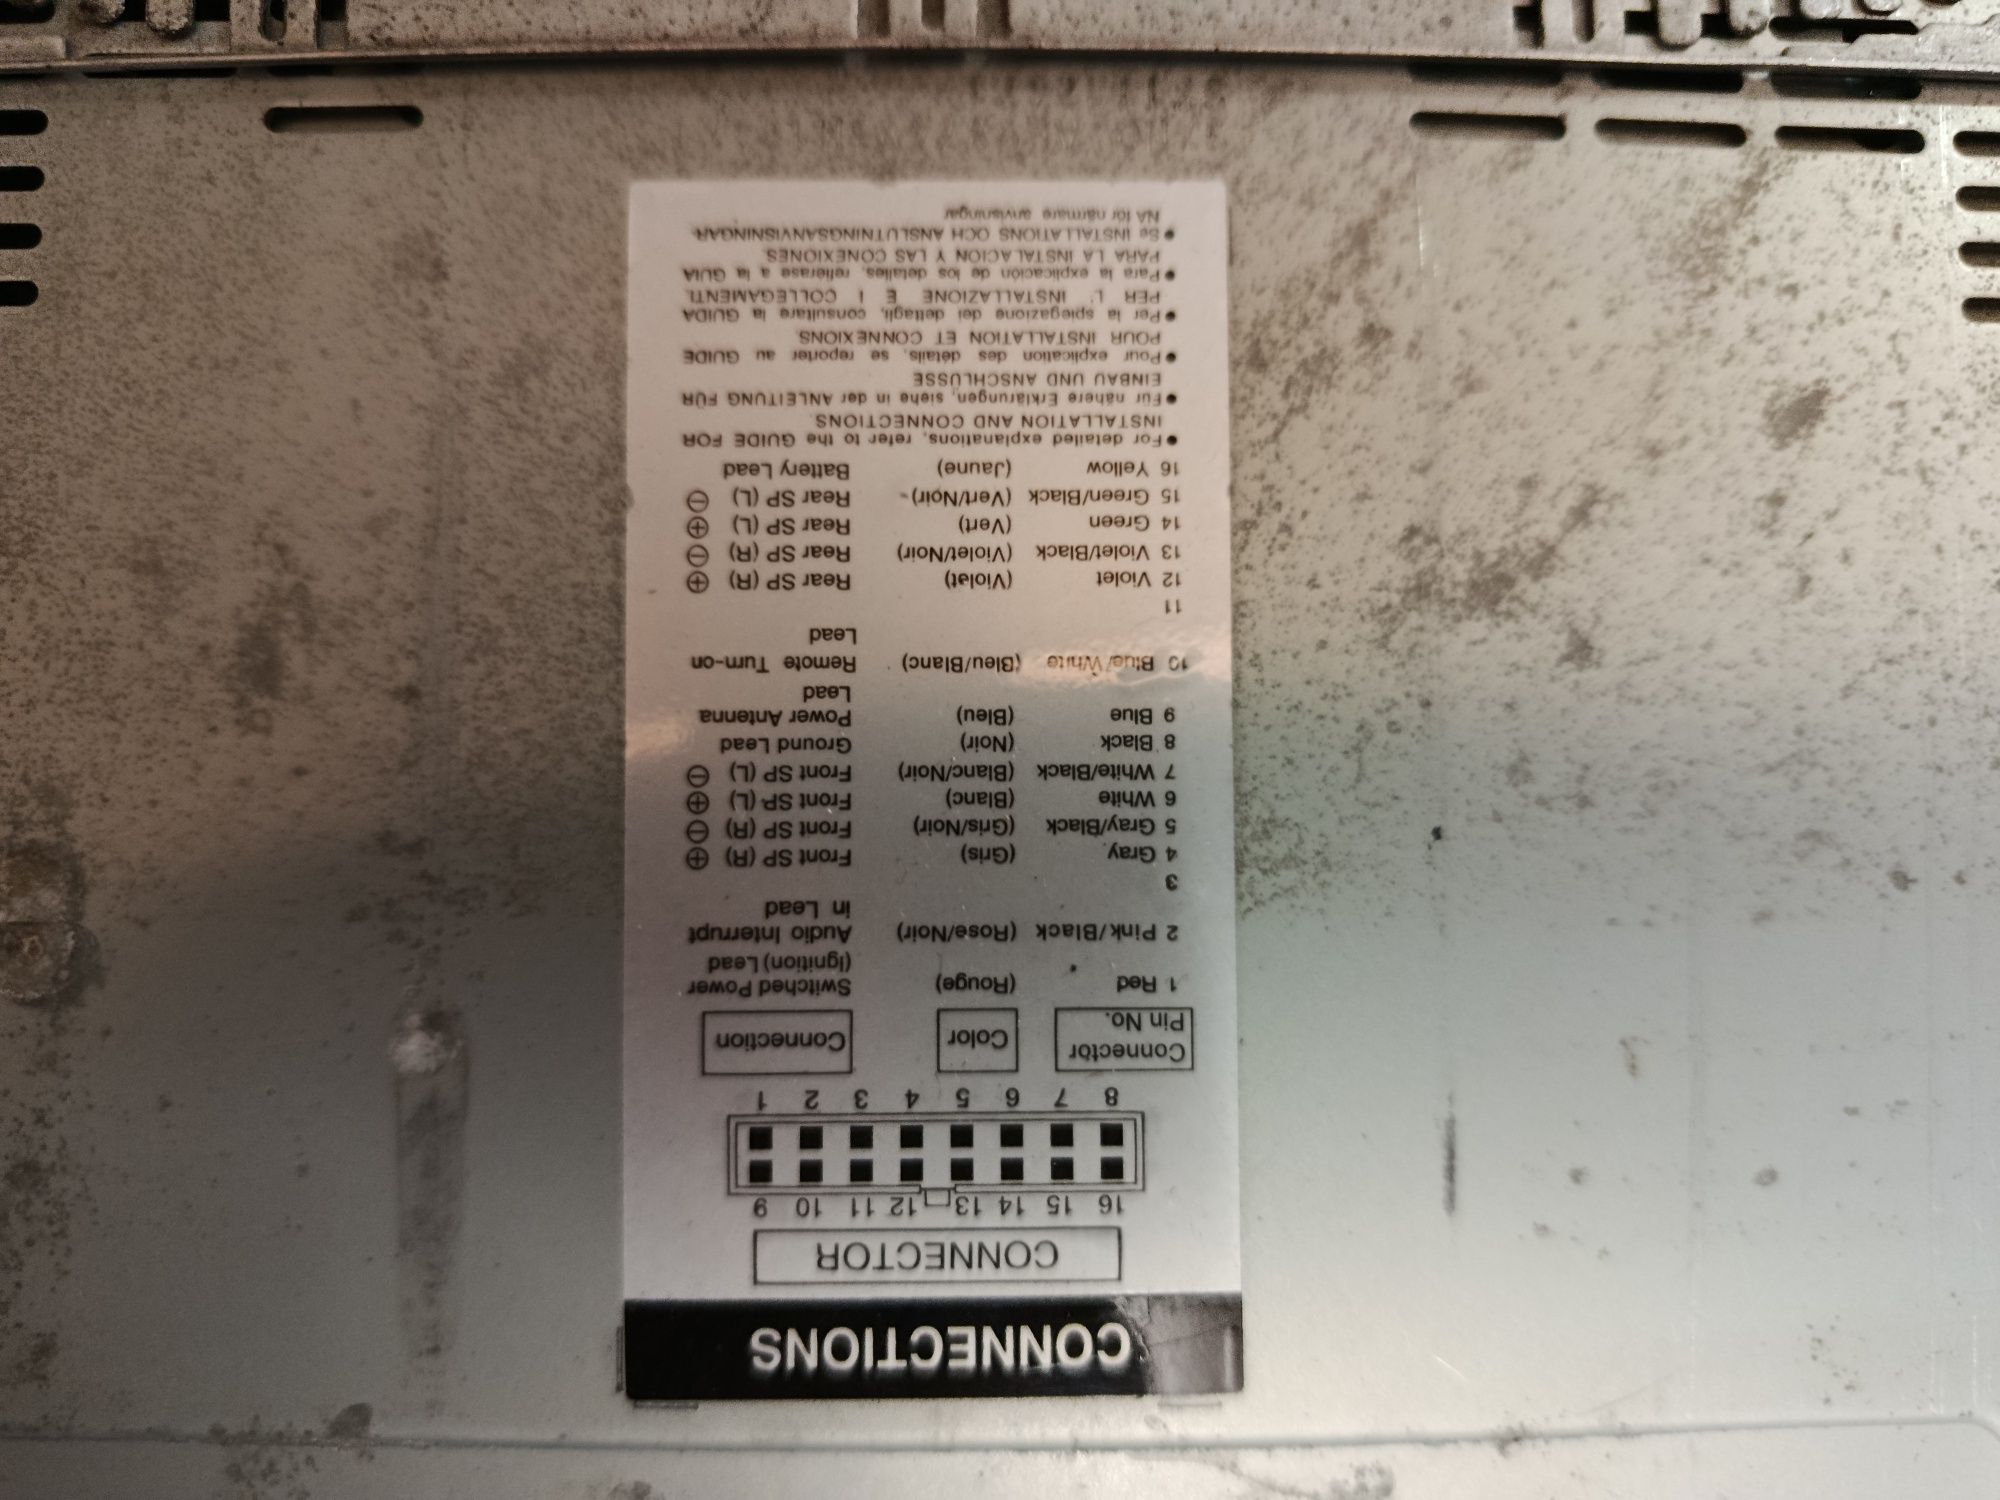 CONNECTIONS
CONNECTOR
16 15 14 13 12 11 10 9
8 7 6 5 4 3 2 1
Connector Pin No. Color Connection
1 Red (Rouge) Switched Power
(Ignition) Lead
2 Pink/Black (Rose/Noir) Audio Interrupt
in Lead
3
4 Gray (Gris) Front SP (R) ⊕
5 Gray/Black (Gris/Noir) Front SP (R) ⊖
6 White (Blanc) Front SP (L) ⊕
7 White/Black (Blanc/Noir) Front SP (L) ⊖
8 Black (Noir) Ground Lead
9 Blue (Bleu) Power Antenna
Lead
10 Blue/White (Bleu/Blanc) Remote Turn-on
Lead
11
12 Violet (Violet) Rear SP (R) ⊕
13 Violet/Black (Violet/Noir) Rear SP (R) ⊖
14 Green (Vert) Rear SP (L) ⊕
15 Green/Black (Vert/Noir) Rear SP (L) ⊖
16 Yellow (Jaune) Battery Lead
● For detailed explanations, refer to the GUIDE FOR
INSTALLATION AND CONNECTIONS.
● Für nähere Erklärungen, siehe in der ANLEITUNG FÜR
EINBAU UND ANSCHLÜSSE
● Pour explication des détails, se reporter au GUIDE
POUR INSTALLATION ET CONNEXIONS.
● Per la spiegazione dei dettagli, consultare la GUIDA
PER L' INSTALLAZIONE E I COLLEGAMENTI.
● Para la explicación de los detalles, refierase a la GUIA
PARA LA INSTALACION Y LAS CONEXIONES.
● Se INSTALLATIONS OCH ANSLUTNINGSANVISNINGAR
NA för närmare anvisningar